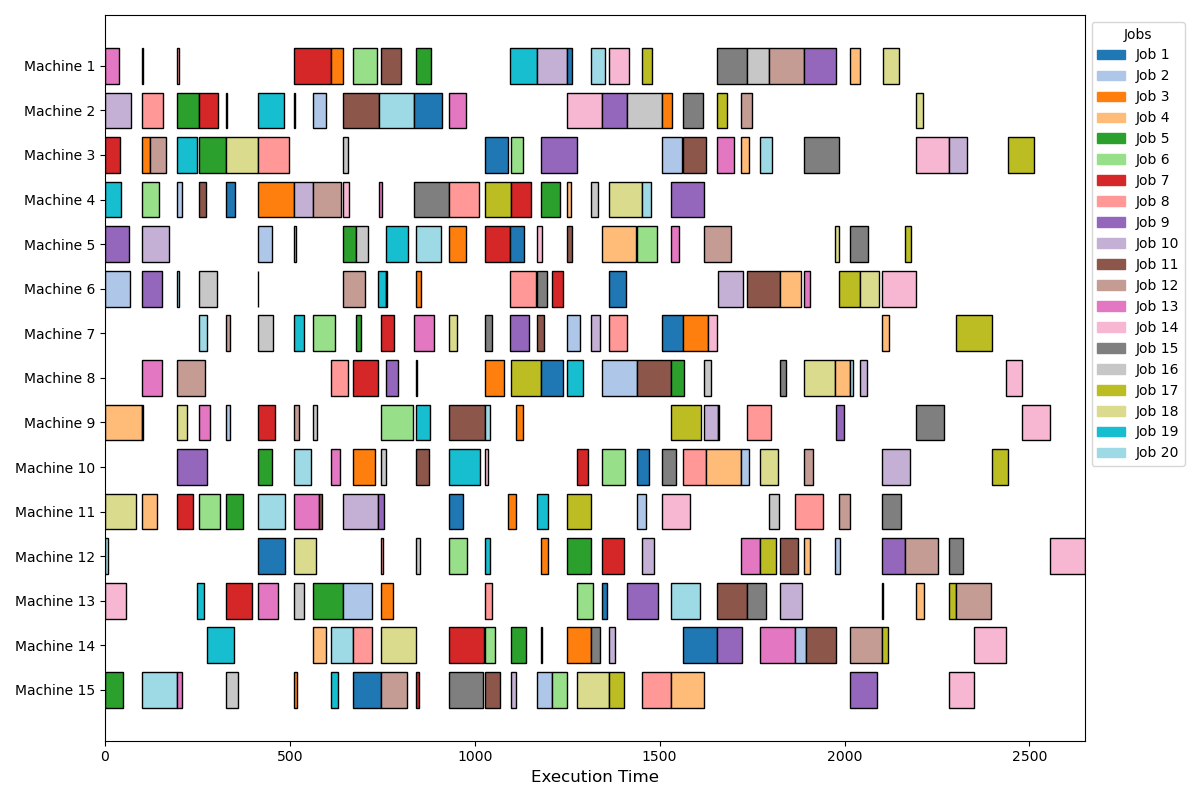 Machine 1
Machine 2
Machine 3
Machine 4
Machine 5
Machine 6
Machine 7
Machine 8
Machine 9
Machine 10
Machine 11
Machine 12
Machine 13
Machine 14
Machine 15
0 500 1000 1500 2000 2500
Execution Time
Jobs
Job 1
Job 2
Job 3
Job 4
Job 5
Job 6
Job 7
Job 8
Job 9
Job 10
Job 11
Job 12
Job 13
Job 14
Job 15
Job 16
Job 17
Job 18
Job 19
Job 20